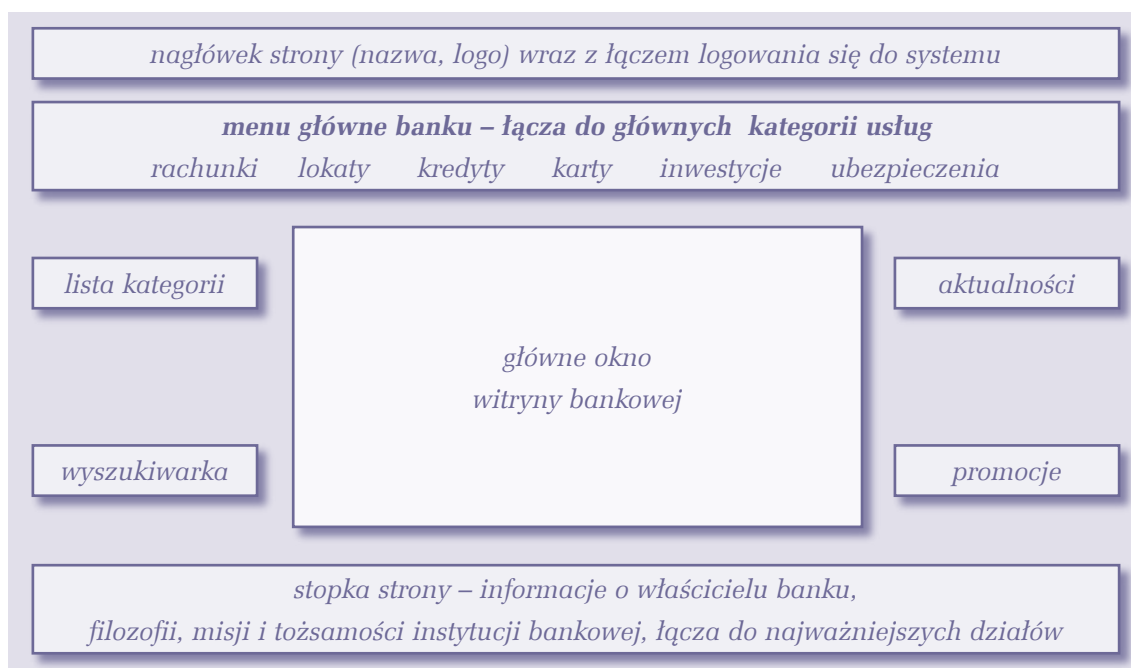 nagłówek strony (nazwa, logo) wraz z łączem logowania się do systemu
menu główne banku – łącza do głównych kategorii usług
rachunki lokaty kredyty karty inwestycje ubezpieczenia
lista kategorii
aktualności
główne okno
witryny bankowej
wyszukiwarka
promocje
stopka strony – informacje o właścicielu banku,
filozofii, misji i tożsamości instytucji bankowej, łącza do najważniejszych działów